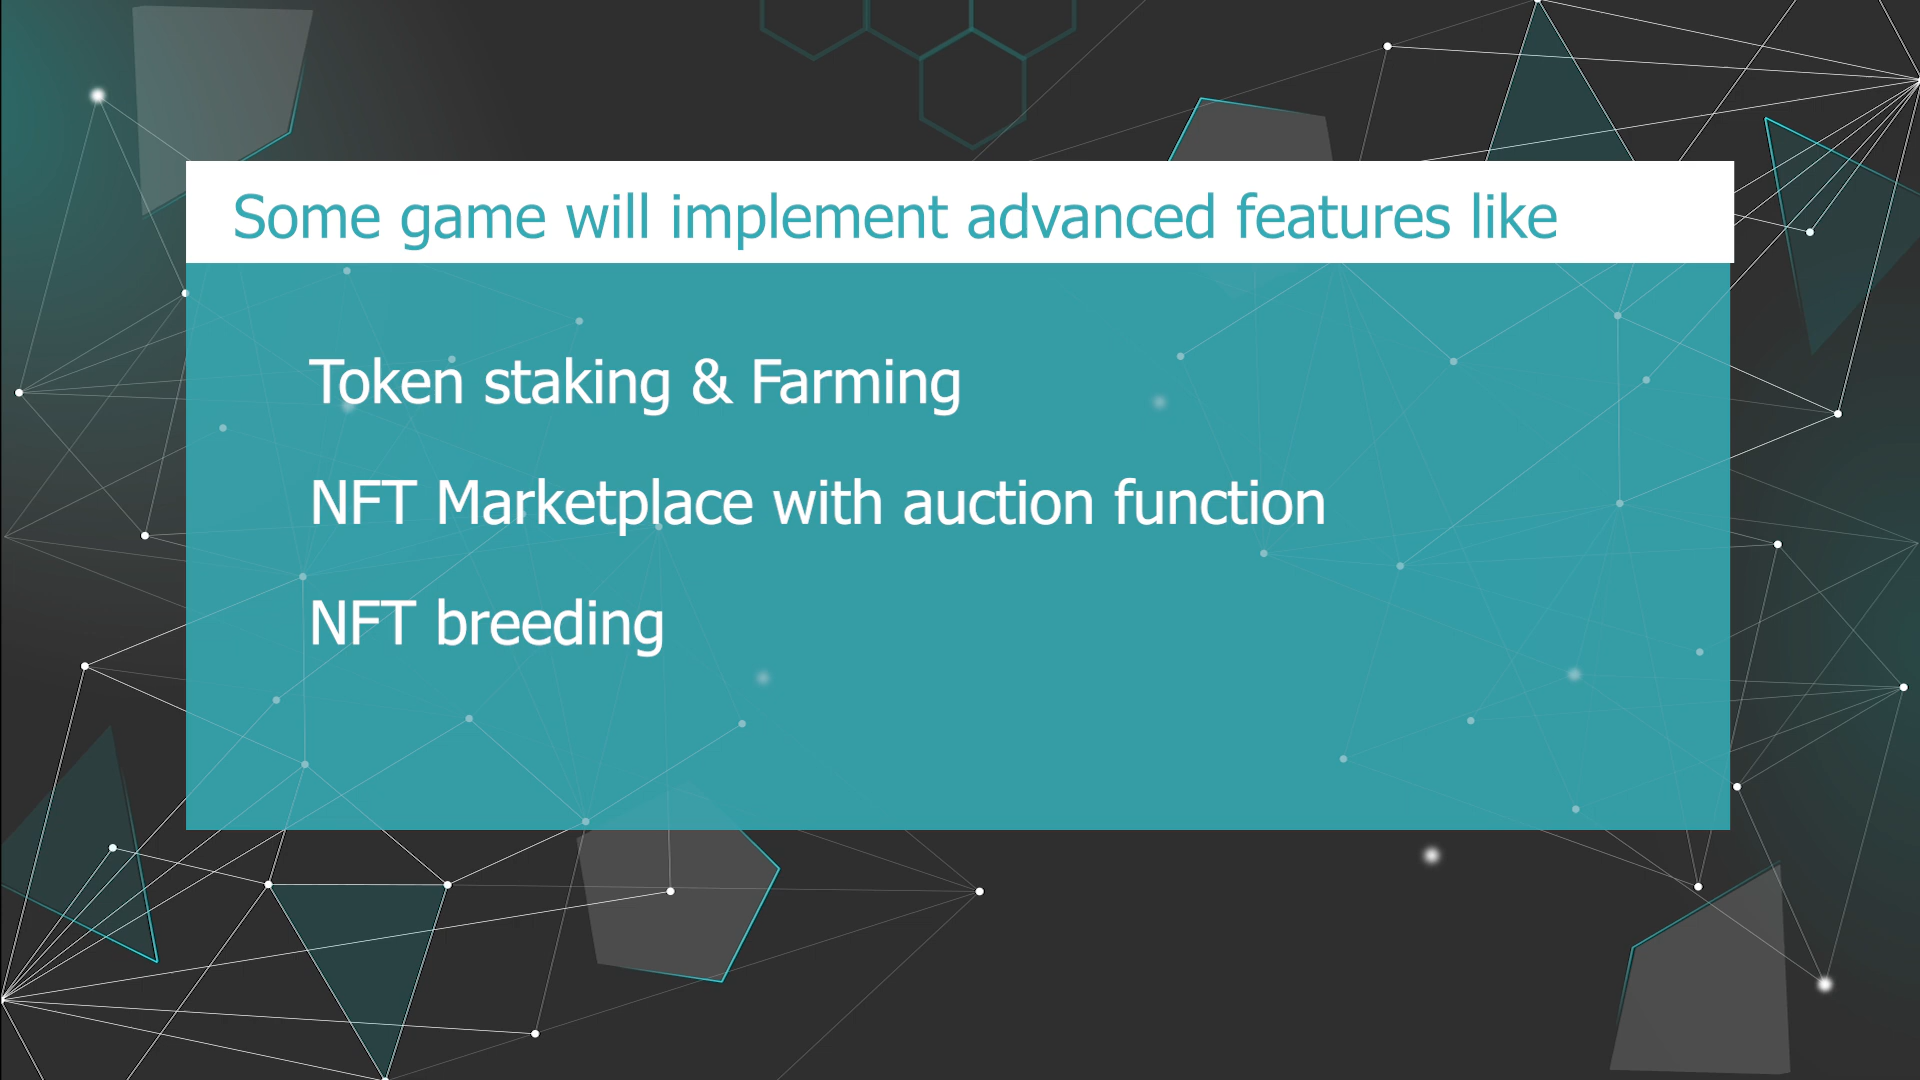 Some game will implement advanced features like
Token staking & Farming
NFT Marketplace with auction function
NFT breeding